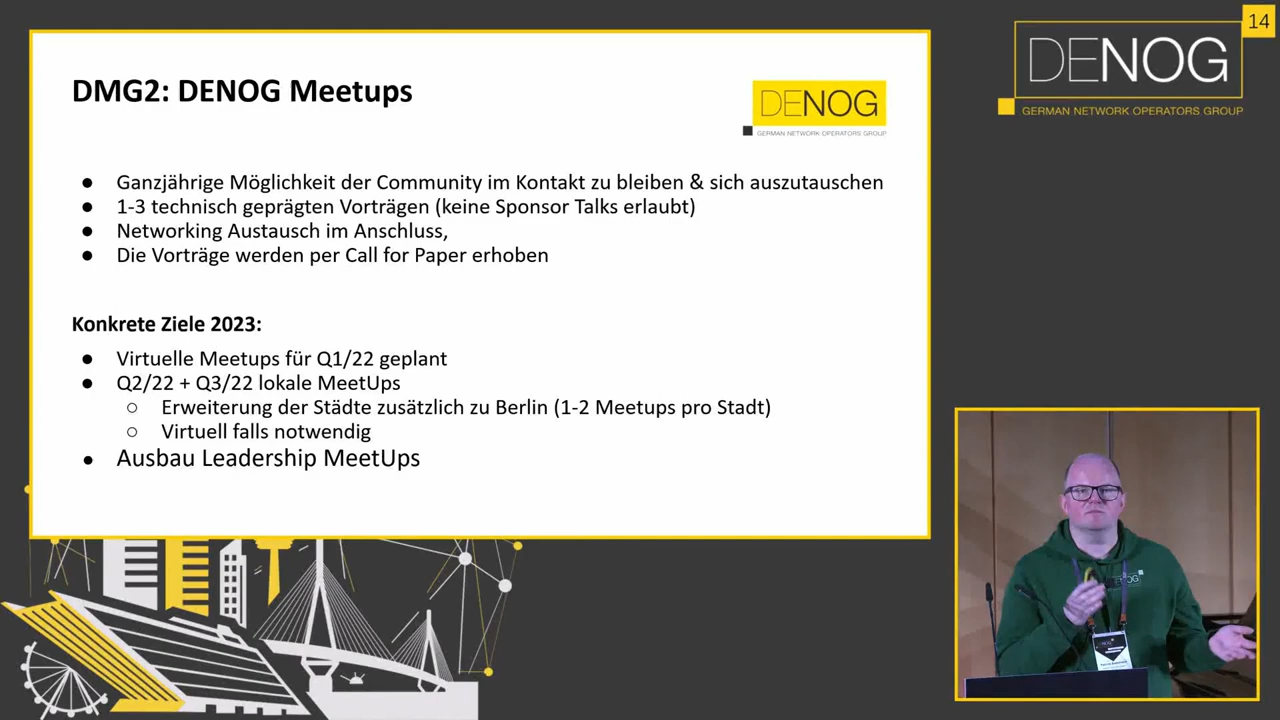 14
DENOG
GERMAN NETWORK OPERATORS GROUP
DMG2: DENOG Meetups
DENOG
GERMAN NETWORK OPERATORS GROUP
● Ganzjährige Möglichkeit der Community im Kontakt zu bleiben & sich auszutauschen
● 1-3 technisch geprägten Vorträgen (keine Sponsor Talks erlaubt)
● Networking Austausch im Anschluss,
● Die Vorträge werden per Call for Paper erhoben
Konkrete Ziele 2023:
● Virtuelle Meetups für Q1/22 geplant
● Q2/22 + Q3/22 lokale MeetUps
○ Erweiterung der Städte zusätzlich zu Berlin (1-2 Meetups pro Stadt)
○ Virtuell falls notwendig
● Ausbau Leadership MeetUps